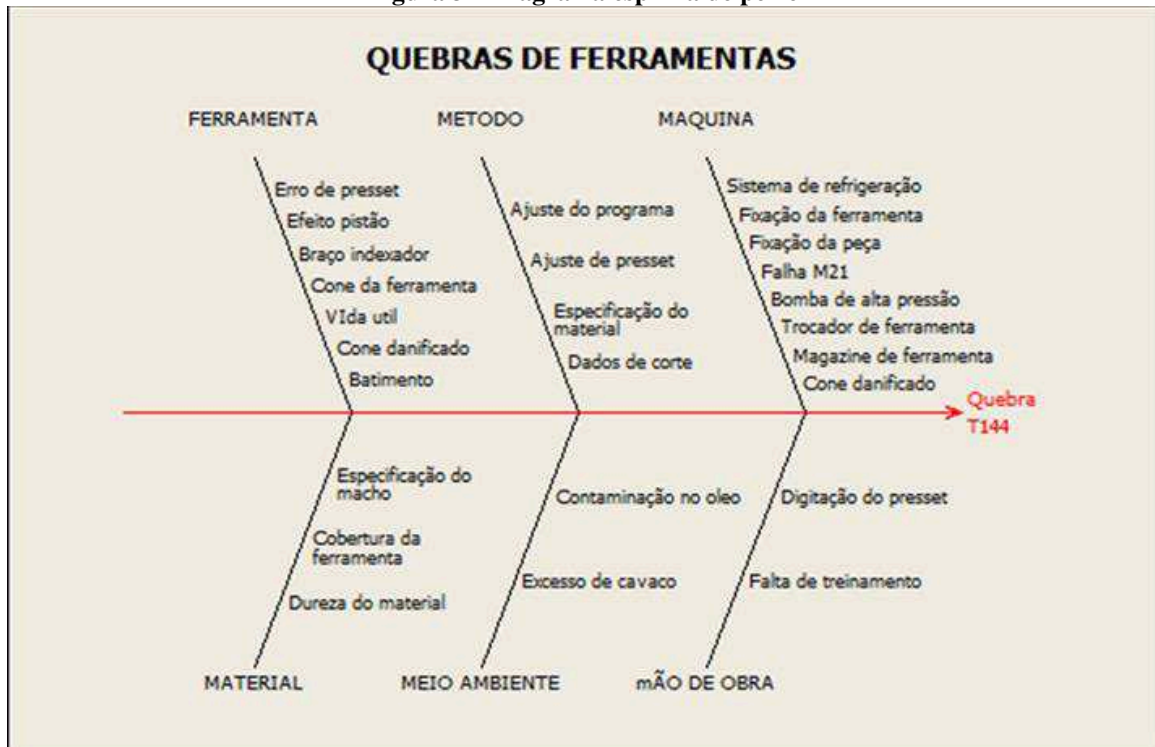 QUEBRAS DE FERRAMENTAS
FERRAMENTA
METODO
MAQUINA
Erro de presset
Efeito pistão
Braço indexador
Cone da ferramenta
VIda util
Cone danificado
Batimento
Ajuste do programa
Ajuste de presset
Especificação do
material
Dados de corte
Sistema de refrigeração
Fixação da ferramenta
Fixação da peça
Falha M21
Bomba de alta pressão
Trocador de ferramenta
Magazine de ferramenta
Cone danificado
Quebra
T144
Especificação do
macho
Cobertura da
ferramenta
Dureza do material
Contaminação no oleo
Excesso de cavaco
Digitação do presset
Falta de treinamento
MATERIAL
MEIO AMBIENTE
mÃO DE OBRA